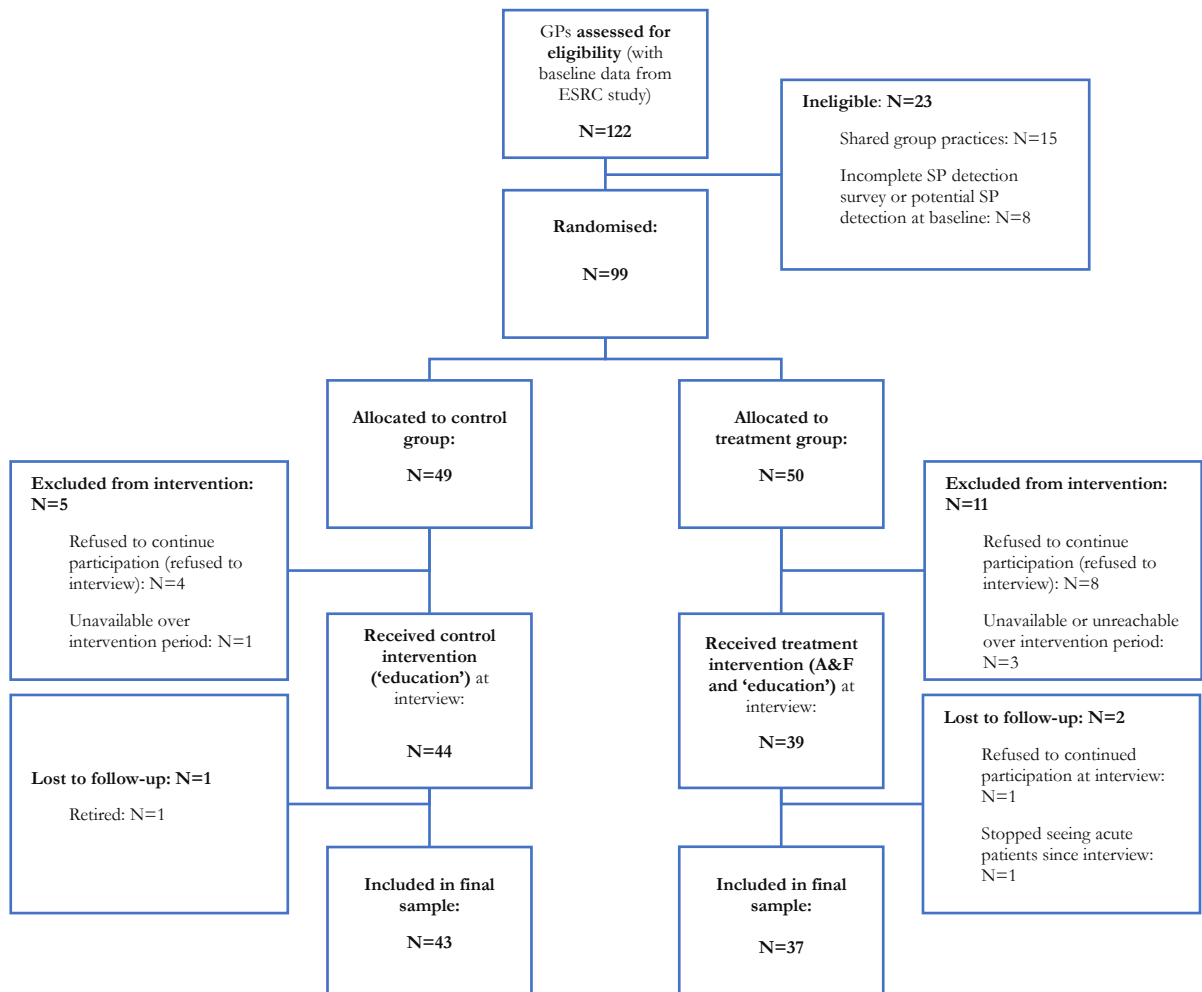 GPs assessed for
eligibility (with
baseline data from
ESRC study)
N=122
Ineligible: N=23
Shared group practices: N=15
Incomplete SP detection
survey or potential SP
detection at baseline: N=8
Randomised:
N=99
Allocated to control
group:
N=49
Allocated to
treatment group:
N=50
Excluded from intervention:
N=5
Refused to continue
participation (refused to
interview): N=4
Unavailable over
intervention period: N=1
Excluded from intervention:
N=11
Refused to continue
participation (refused to
interview): N=8
Unavailable or unreachable
over intervention period:
N=3
Received control
intervention
(‘education’) at
interview:
N=44
Received treatment
intervention (A&F
and ‘education’) at
interview:
N=39
Lost to follow-up: N=1
Retired: N=1
Lost to follow-up: N=2
Refused to continued
participation at interview:
N=1
Stopped seeing acute
patients since interview:
N=1
Included in final
sample:
N=43
Included in final
sample:
N=37